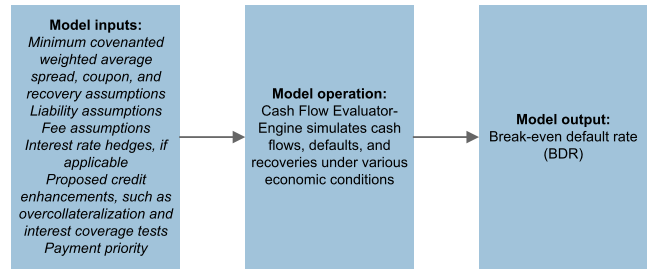 Model inputs:
Minimum covenanted
weighted average
spread, coupon, and
recovery assumptions
Liability assumptions
Fee assumptions
Interest rate hedges, if
applicable
Proposed credit
enhancements, such as
overcollateralization and
interest coverage tests
Payment priority
Model operation:
Cash Flow Evaluator-
Engine simulates cash
flows, defaults, and
recoveries under various
economic conditions
Model output:
Break-even default rate
(BDR)